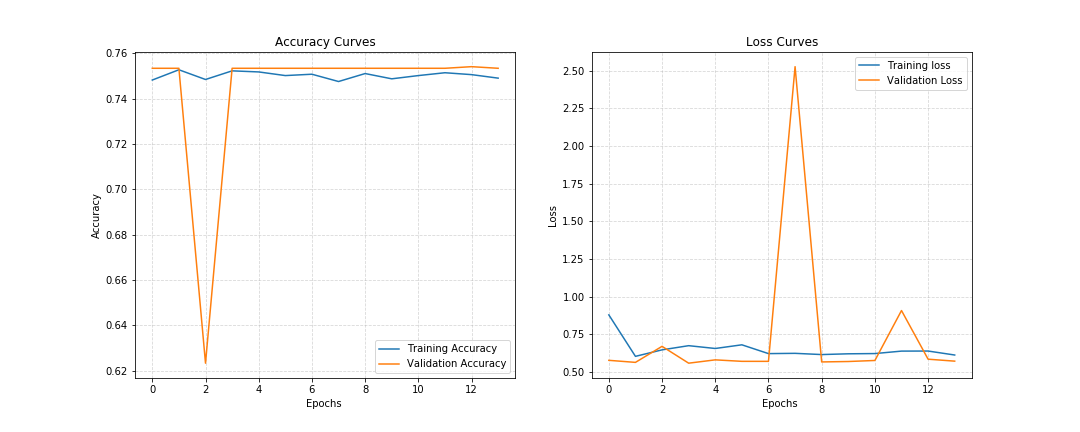 Accuracy Curves
0.76
0.74
0.72
0.70
0.68
0.66
0.64
0.62
Accuracy
0 2 4 6 8 10 12
Epochs
Training Accuracy
Validation Accuracy
Loss Curves
2.50
2.25
2.00
1.75
1.50
1.25
1.00
0.75
0.50
Loss
0 2 4 6 8 10 12
Epochs
Training loss
Validation Loss